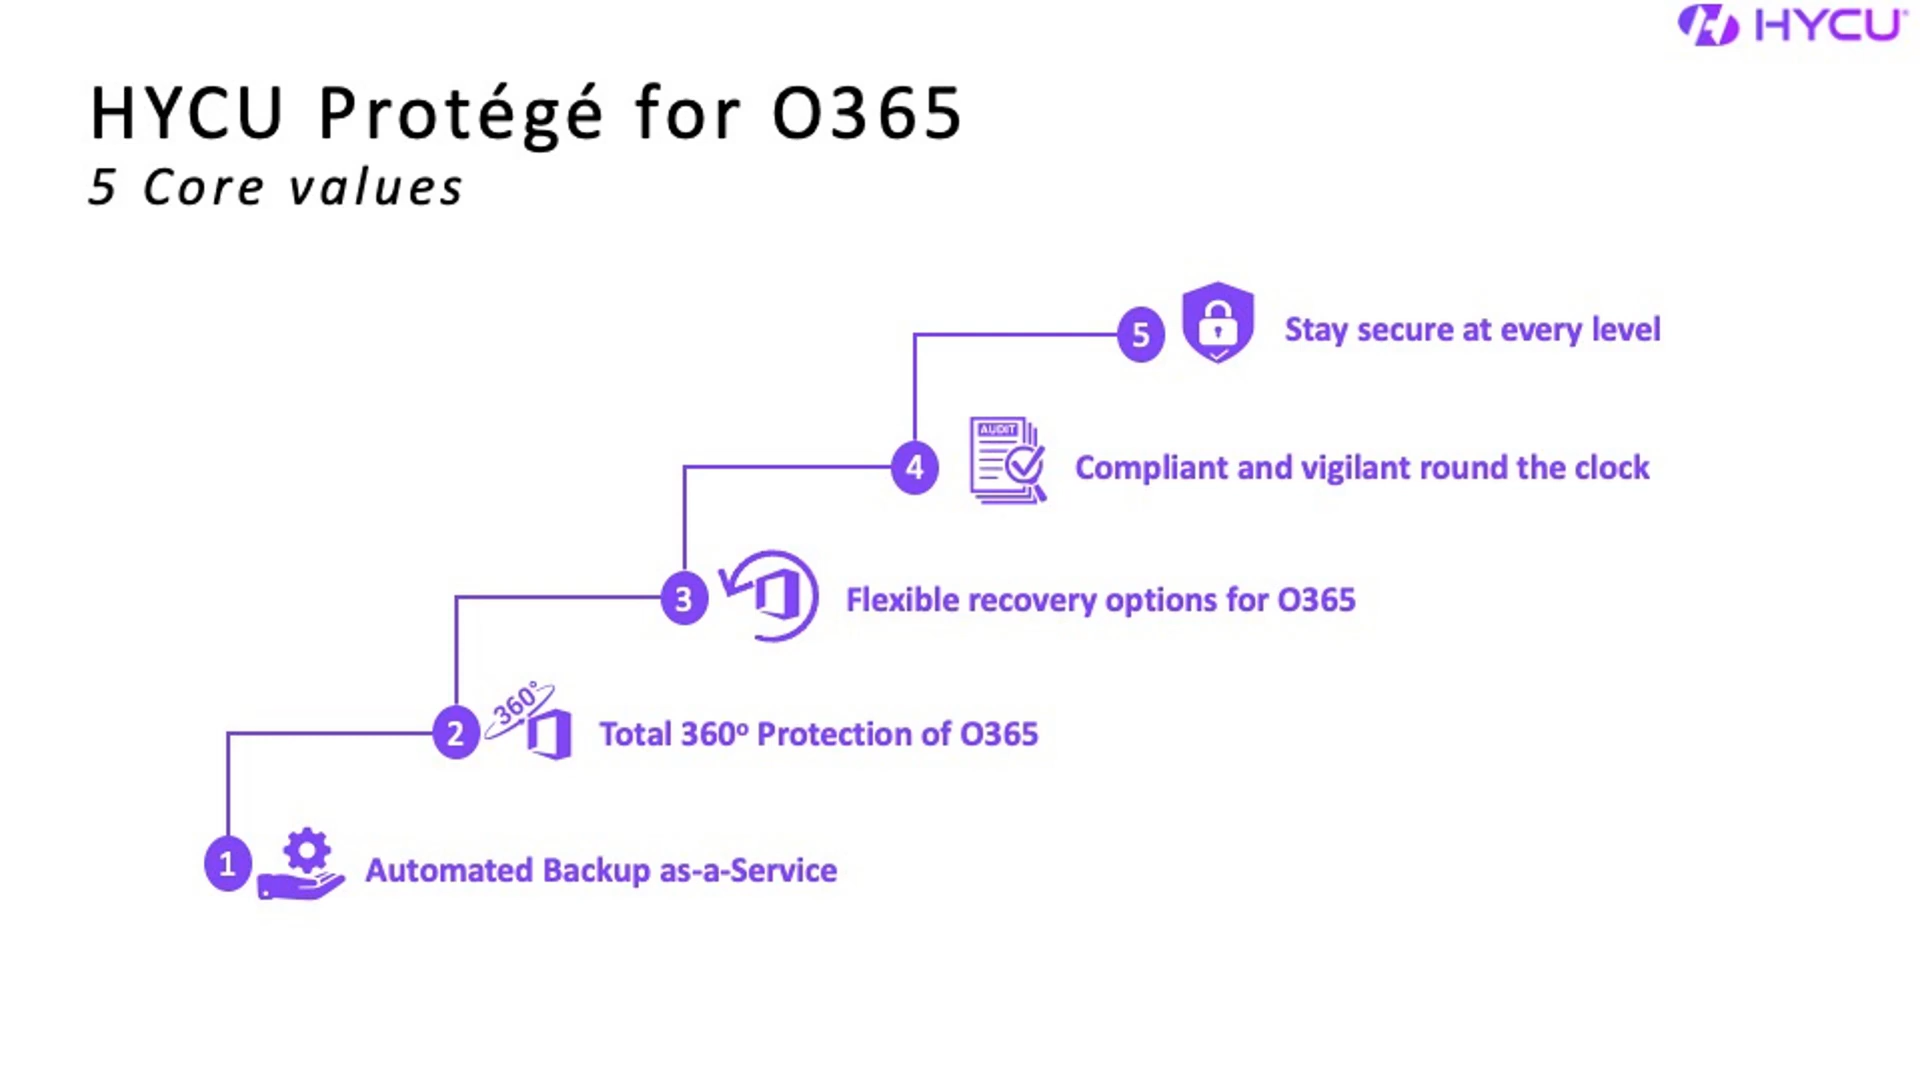 HYCU
HYCU Protégé for O365
5 Core values
5 Stay secure at every level
AUDIT
4 Compliant and vigilant round the clock
3 Flexible recovery options for O365
360°
2 Total 360º Protection of O365
1 Automated Backup as-a-Service